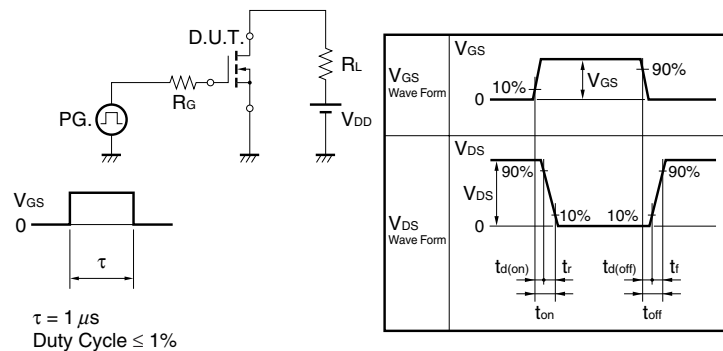 D.U.T.
RL
RG
PG.
VDD
VGS
0
τ
τ = 1 μs
Duty Cycle ≤ 1%
VGS
Wave Form
VGS
10%
VGS
90%
0
VDS
Wave Form
VDS
90%
VDS
90%
10%
10%
0
td(on)
tr
td(off)
tf
ton
toff